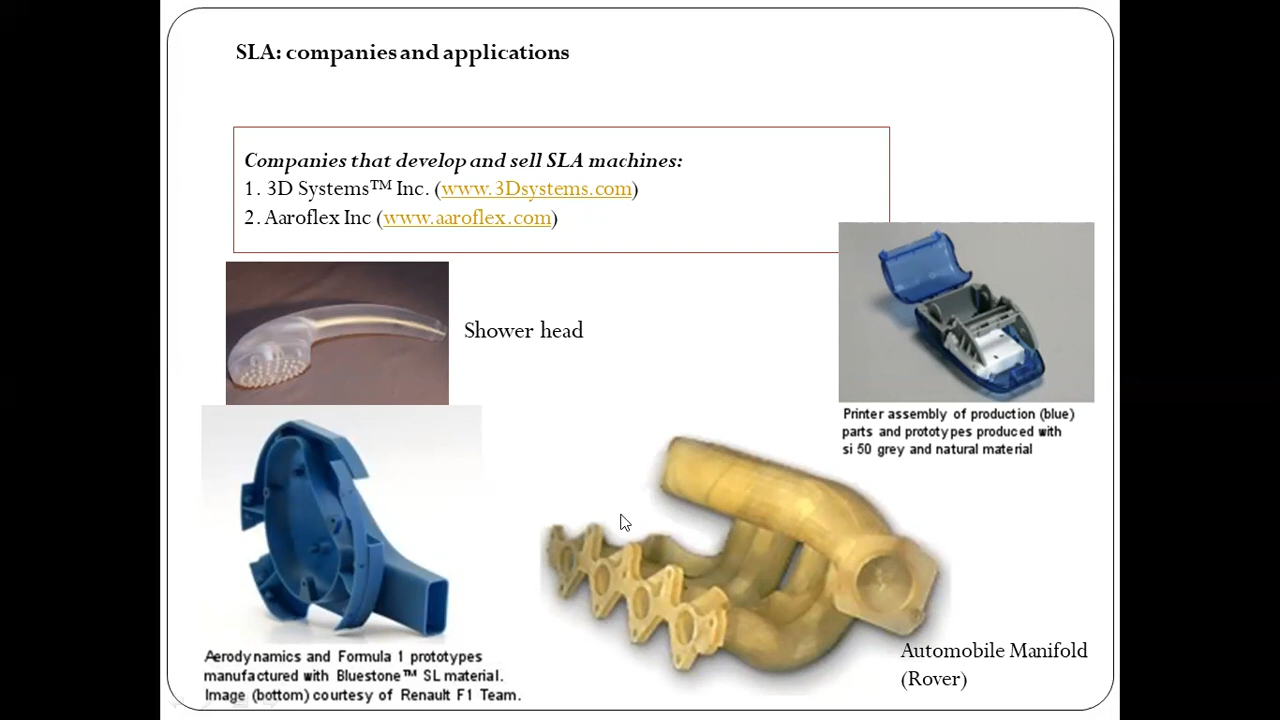 SLA: companies and applications
Companies that develop and sell SLA machines:
1. 3D Systems™ Inc. (www.3Dsystems.com)
2. Aaroflex Inc (www.aaroflex.com)
Shower head
Printer assembly of production (blue)
parts and prototypes produced with
si 50 grey and natural material
Aerodynamics and Formula 1 prototypes
manufactured with Bluestone™ SL material.
Image (bottom) courtesy of Renault F1 Team.
Automobile Manifold
(Rover)